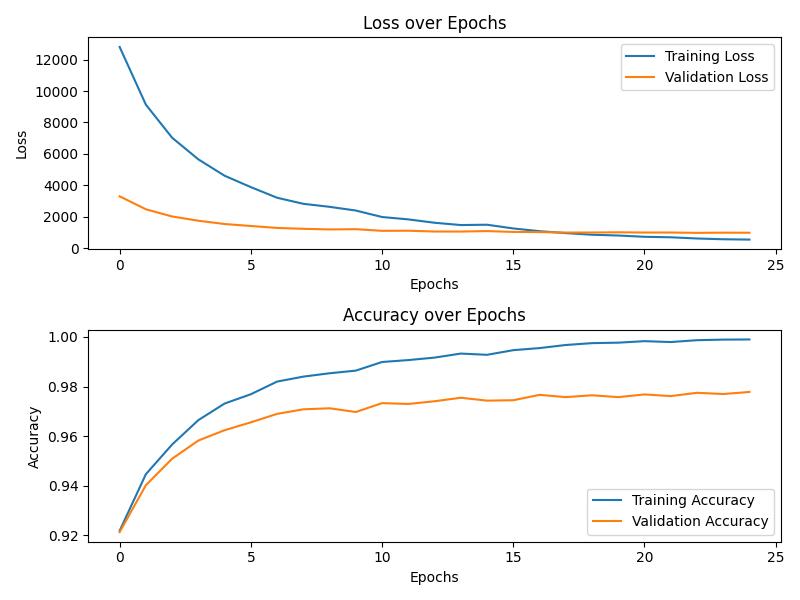 Loss over Epochs
Training Loss
Validation Loss
12000
10000
8000
6000
4000
2000
0
Loss
0 5 10 15 20 25
Epochs
Accuracy over Epochs
1.00
0.98
0.96
0.94
0.92
Accuracy
Training Accuracy
Validation Accuracy
0 5 10 15 20 25
Epochs